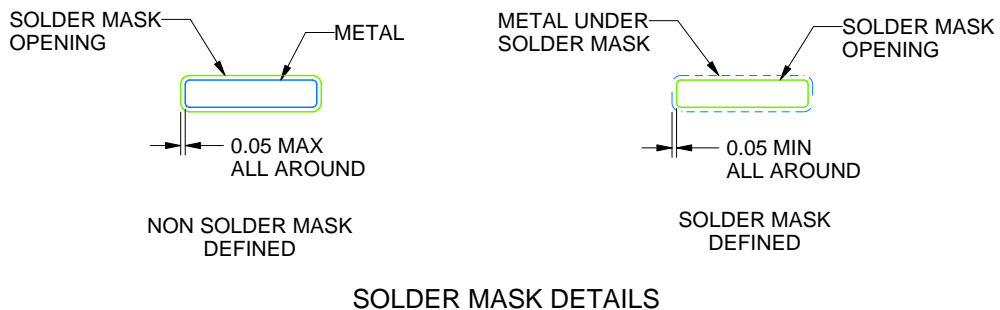 SOLDER MASK
OPENING
METAL
0.05 MAX
ALL AROUND
NON SOLDER MASK
DEFINED
METAL UNDER
SOLDER MASK
SOLDER MASK
OPENING
0.05 MIN
ALL AROUND
SOLDER MASK
DEFINED
SOLDER MASK DETAILS